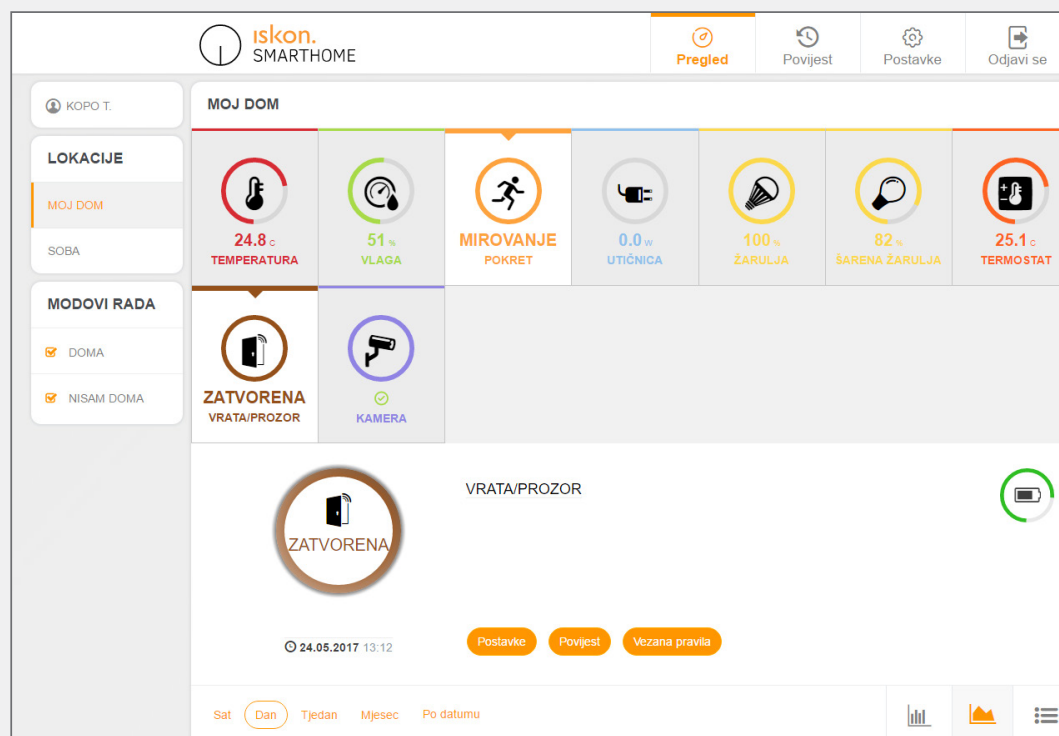 ıskon.
SMARTHOME
Pregled
Povijest
Postavke
Odjavi se
KOPO T.
LOKACIJE
MOJ DOM
SOBA
MODOVI RADA
DOMA
NISAM DOMA
MOJ DOM
24.8 C
TEMPERATURA
51 %
VLAGA
MIROVANJE
POKRET
0.0 W
UTIČNICA
100 %
ŽARULJA
82 %
ŠARENA ŽARULJA
25.1 C
TERMOSTAT
ZATVORENA
VRATA/PROZOR
KAMERA
ZATVORENA
24.05.2017 13:12
VRATA/PROZOR
Postavke
Povijest
Vezana pravila
Sat
Dan
Tjedan
Mjesec
Po datumu